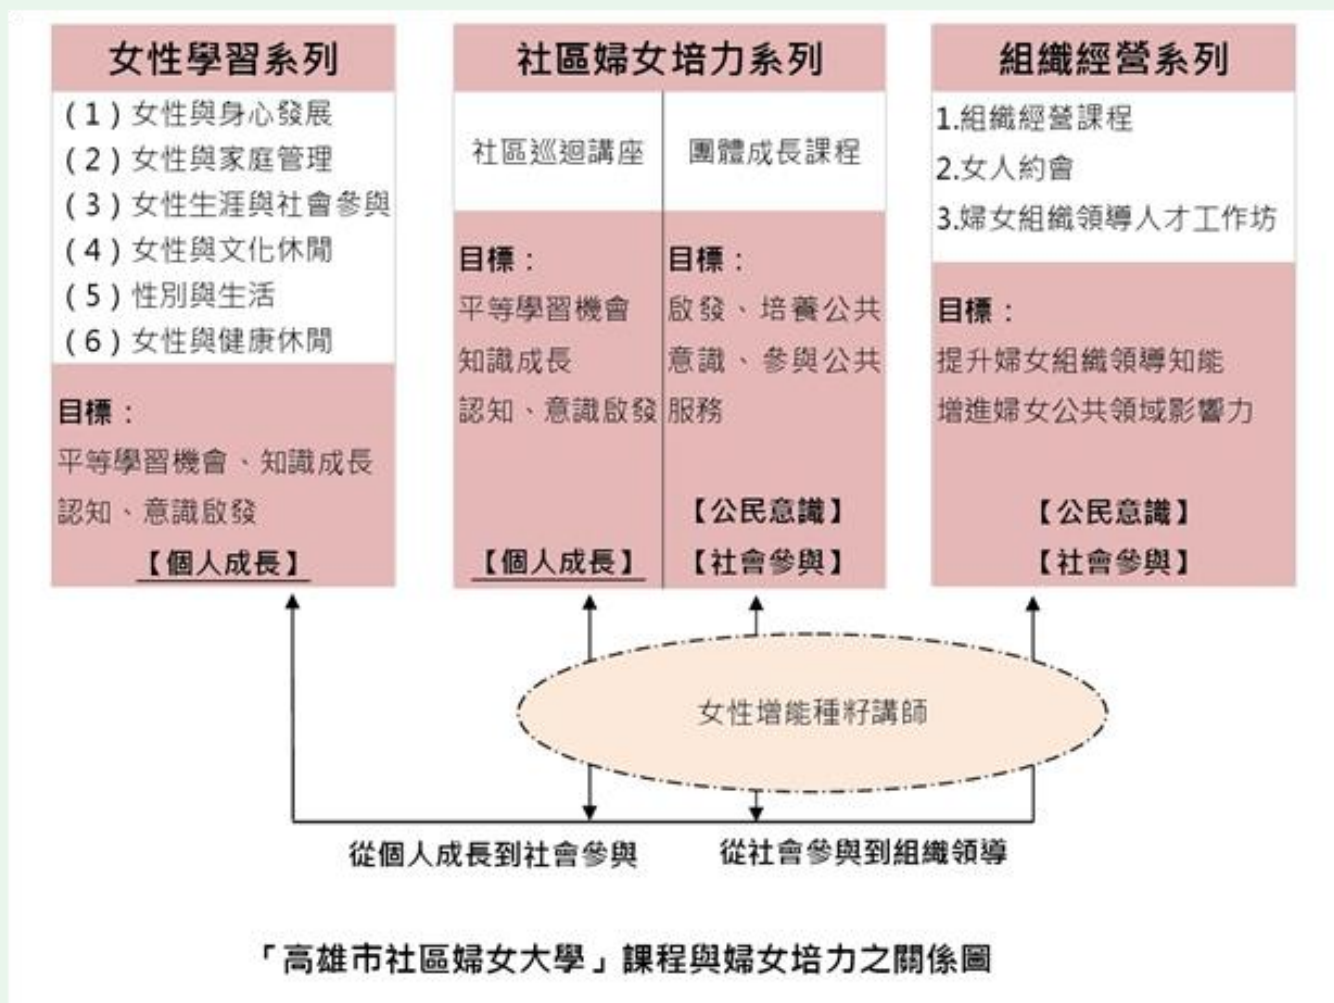 女性學習系列
(1)女性與身心發展
(2)女性與家庭管理
(3)女性生涯與社會參與
(4)女性與文化休閒
(5)性別與生活
(6)女性與健康休閒
目標：
平等學習機會、知識成長
認知、意識啟發
【個人成長】
社區婦女培力系列
社區巡迴講座
目標：
平等學習機會
知識成長
認知、意識啟發
【個人成長】
團體成長課程
目標：
啟發、培養公共
意識、參與公共
服務
【公民意識】
【社會參與】
組織經營系列
1.組織經營課程
2.女人約會
3.婦女組織領導人才工作坊
目標：
提升婦女組織領導知能
增進婦女公共領域影響力
【公民意識】
【社會參與】
女性增能種籽講師
從個人成長到社會參與
從社會參與到組織領導
「高雄市社區婦女大學」課程與婦女培力之關係圖